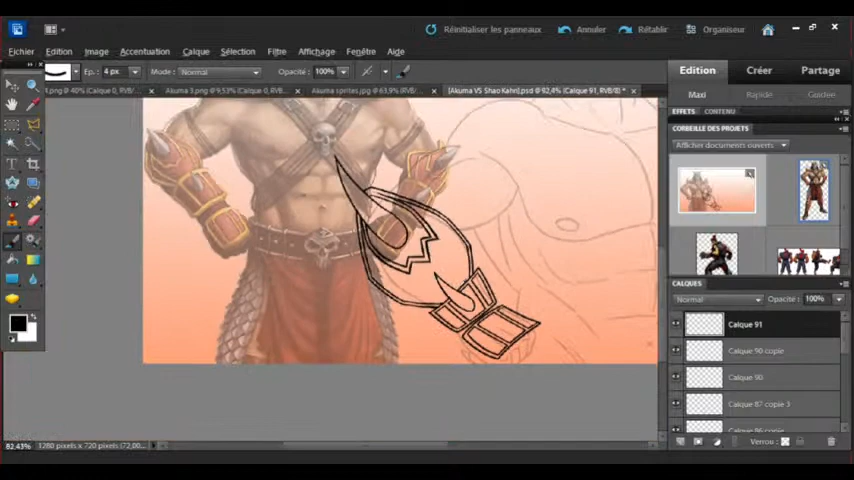 Réinitialiser les panneaux Annuler Rétablir Organiseur
Fichier Edition Image Accentuation Calque Sélection Filtre Affichage Fenêtre Aide
Edition Créer Partage
Ep.: 4 px Mode: Normal Opacité: 100%
.png @ 40% (Calque 0, RVB/ Akuma 3.png @ 9,53% (Calque 0, RVB/ Akuma sprites.jpg @ 63,9% (RVB/ [Akuma VS Shao Kahn].psd @ 82,4% (Calque 91, RVB/8) *
Maxi Rapide Guidée
EFFETS CONTENU
CORBEILLE DES PROJETS
Afficher documents ouverts
CALQUES
Normal Opacité: 100%
Calque 91
Calque 90 copie
Calque 90
Calque 87 copie 3
Calque 86 copie
82,43% 1280 pixels x 720 pixels (72,00
Verrou: